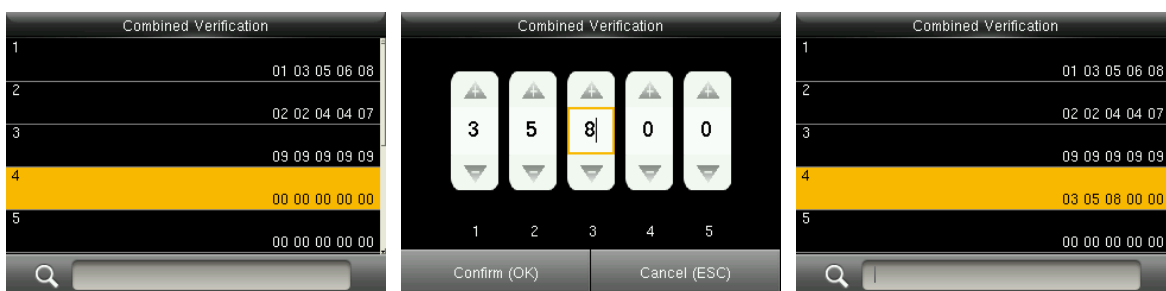 Combined Verification
1
01 03 05 06 08
2
02 02 04 04 07
3
09 09 09 09 09
4
00 00 00 00 00
5
00 00 00 00 00
Combined Verification
3 5 8 0 0
1 2 3 4 5
Confirm (OK) Cancel (ESC)
Combined Verification
1
01 03 05 06 08
2
02 02 04 04 07
3
09 09 09 09 09
4
03 05 08 00 00
5
00 00 00 00 00